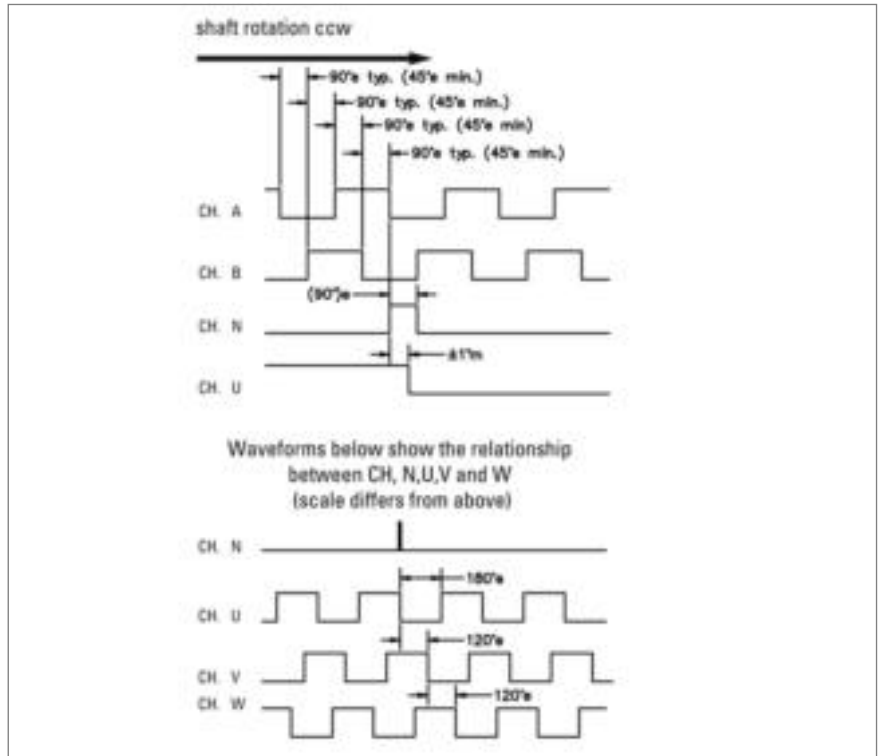 shaft rotation ccw
90°e typ. (45°e min.)
90°e typ. (45°e min.)
90°e typ. (45°e min)
90°e typ. (45°e min.)
CH. A
CH. B
(90°)e
CH. N
±1°m
CH. U
Waveforms below show the relationship
between CH, N,U,V and W
(scale differs from above)
CH. N
180°e
CH. U
120°e
CH. V
120°e
CH. W